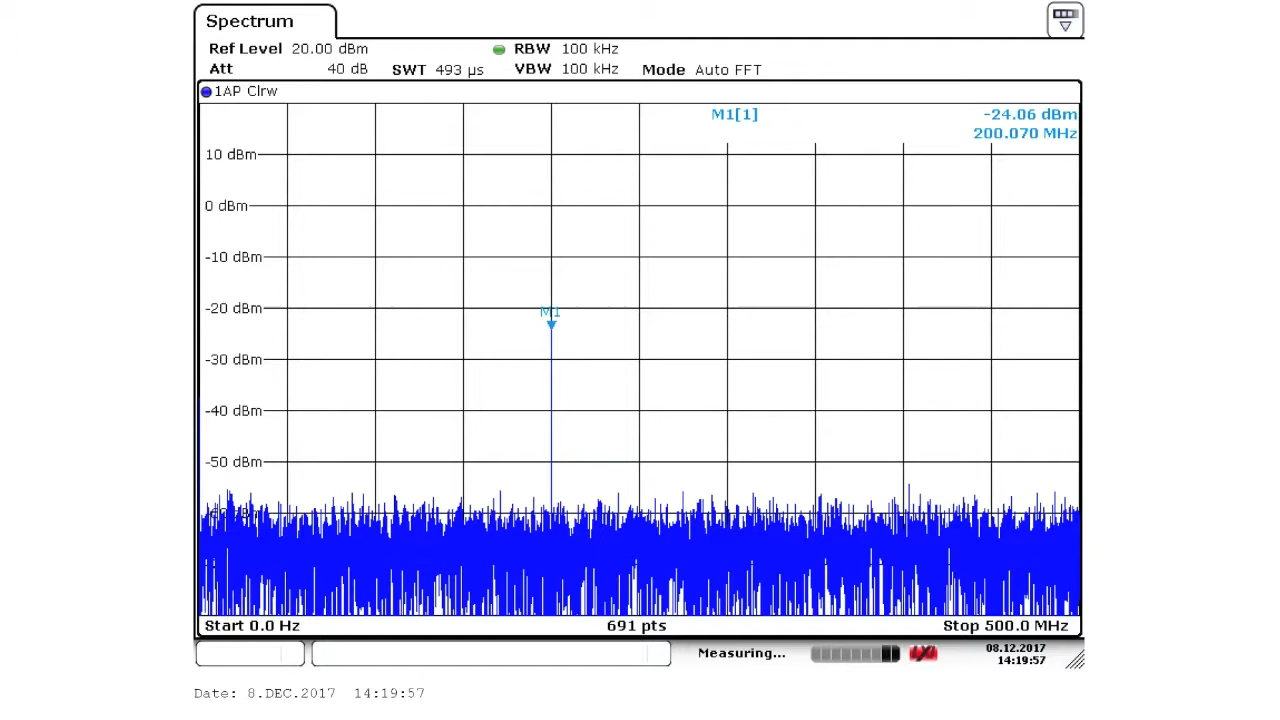 Spectrum
Ref Level 20.00 dBm RBW 100 kHz
Att 40 dB SWT 493 µs VBW 100 kHz Mode Auto FFT
1AP Clrw
M1[1] -24.06 dBm
200.070 MHz
10 dBm
0 dBm
-10 dBm
-20 dBm
M1
-30 dBm
-40 dBm
-50 dBm
Start 0.0 Hz 691 pts Stop 500.0 MHz
Measuring... 08.12.2017
14:19:57
Date: 8.DEC.2017 14:19:57